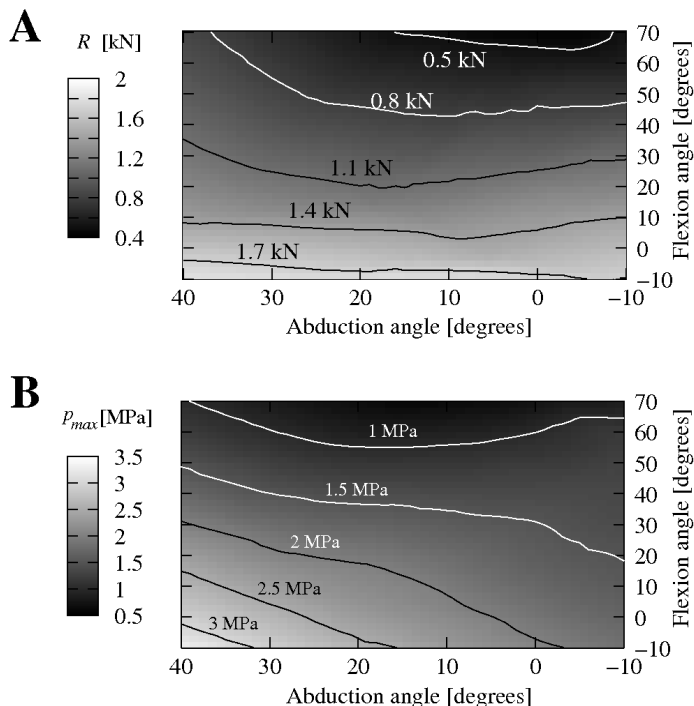 A
R [kN]
2
1.6
1.2
0.8
0.4
0.5 kN
0.8 kN
1.1 kN
1.4 kN
1.7 kN
70
60
50
40
30
20
10
0
−10
Flexion angle [degrees]
40 30 20 10 0 −10
Abduction angle [degrees]
B
pmax [MPa]
3.5
3
2.5
2
1.5
1
0.5
1 MPa
1.5 MPa
2 MPa
2.5 MPa
3 MPa
70
60
50
40
30
20
10
0
−10
Flexion angle [degrees]
40 30 20 10 0 −10
Abduction angle [degrees]